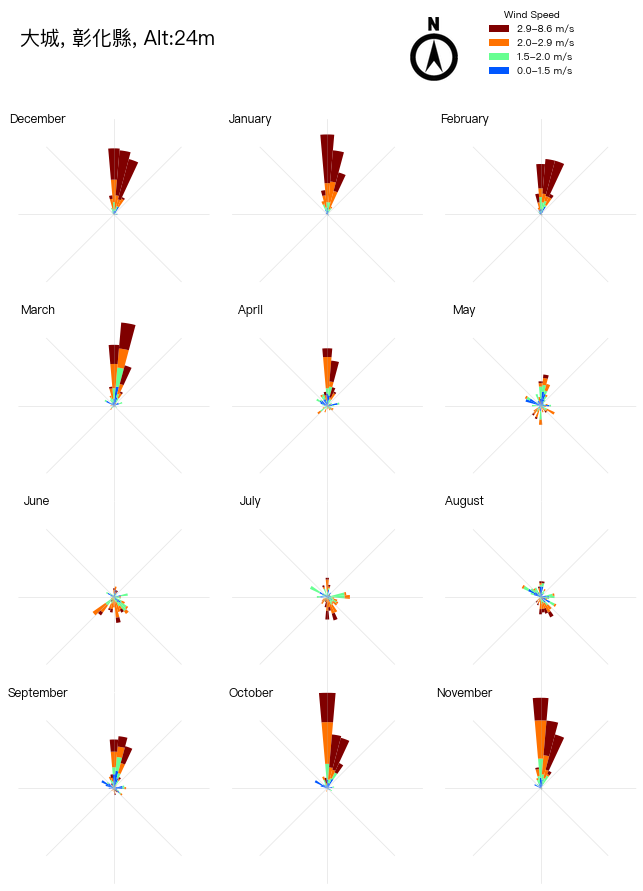 大城, 彰化縣, Alt:24m
N
Wind Speed
2.9–8.6 m/s
2.0–2.9 m/s
1.5–2.0 m/s
0.0–1.5 m/s
December
January
February
March
April
May
June
July
August
September
October
November